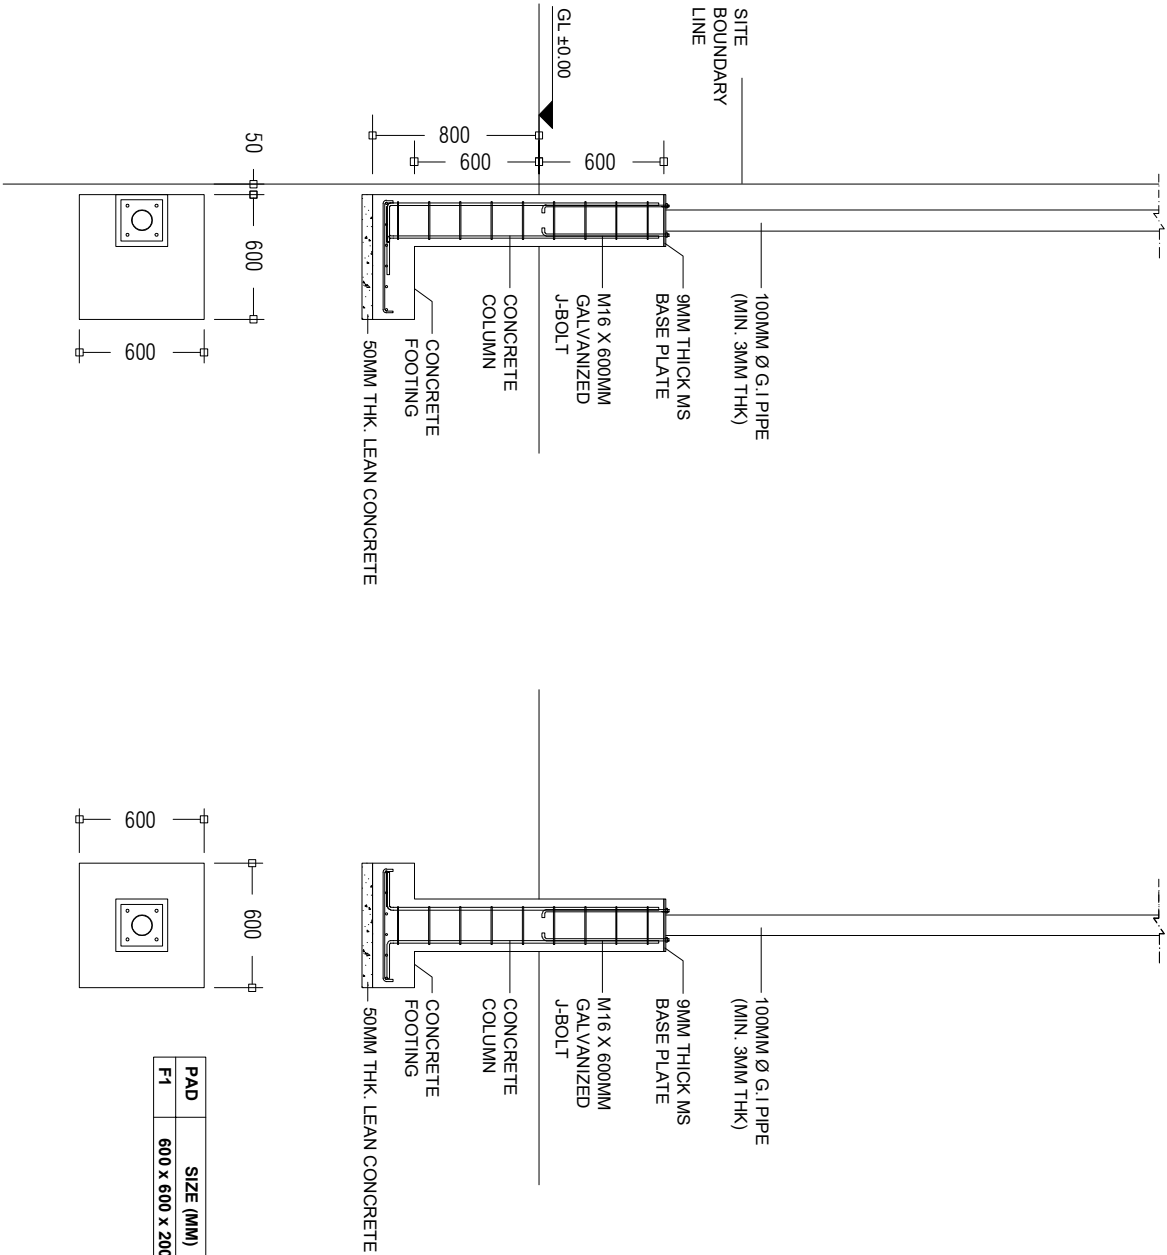 SITE
BOUNDARY
LINE
GL ±0.00
800
600
600
50
600
600
100MM Ø G.I PIPE
(MIN. 3MM THK)
9MM THICK MS
BASE PLATE
M16 X 600MM
GALVANIZED
J-BOLT
CONCRETE
COLUMN
CONCRETE
FOOTING
50MM THK. LEAN CONCRETE
600
600
100MM Ø G.I PIPE
(MIN. 3MM THK)
9MM THICK MS
BASE PLATE
M16 X 600MM
GALVANIZED
J-BOLT
CONCRETE
COLUMN
CONCRETE
FOOTING
50MM THK. LEAN CONCRETE
PAD SIZE (MM)
F1 600 x 600 x 200